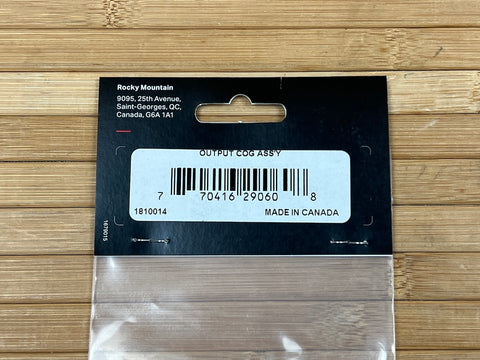 Rocky Mountain
9095, 25th Avenue,
Saint-Georges, QC,
Canada, G6A 1A1
OUTPUT COG ASS'Y
7 70416 29060 8
1810014 MADE IN CANADA
1679015